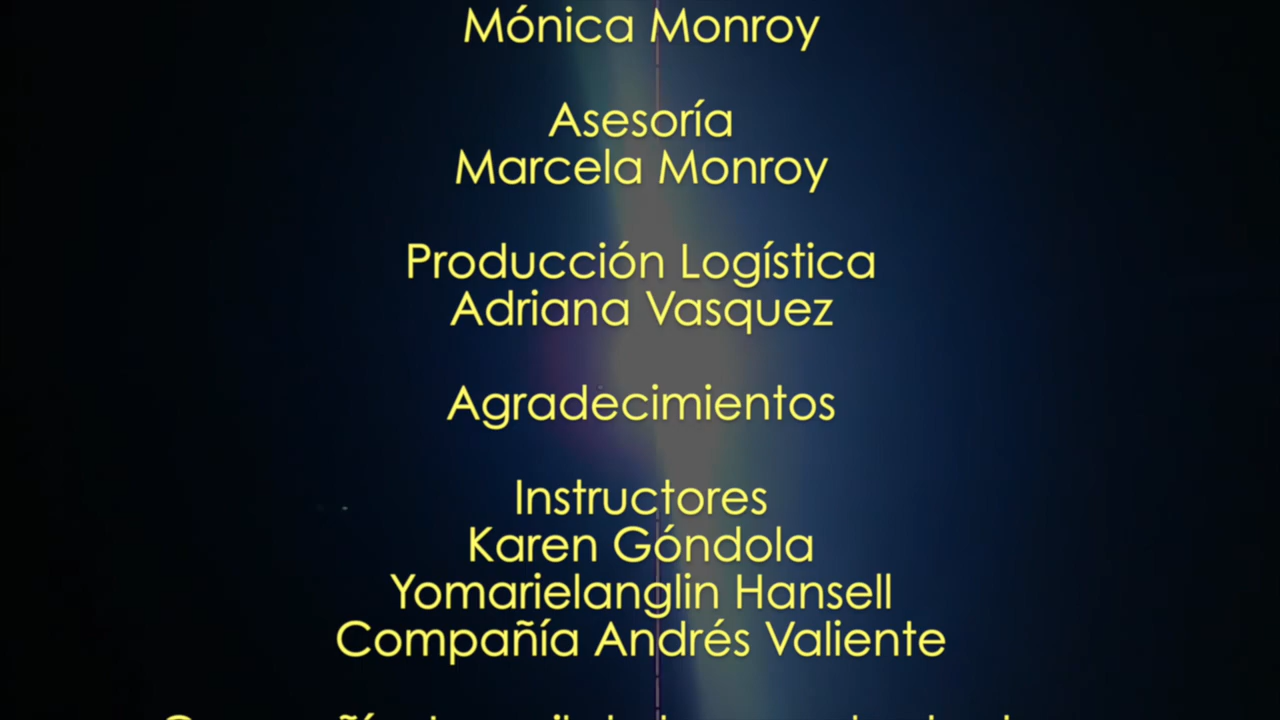 Mónica Monroy
Asesoría
Marcela Monroy
Producción Logística
Adriana Vasquez
Agradecimientos
Instructores
Karen Góndola
Yomarielanglin Hansell
Compañía Andrés Valiente